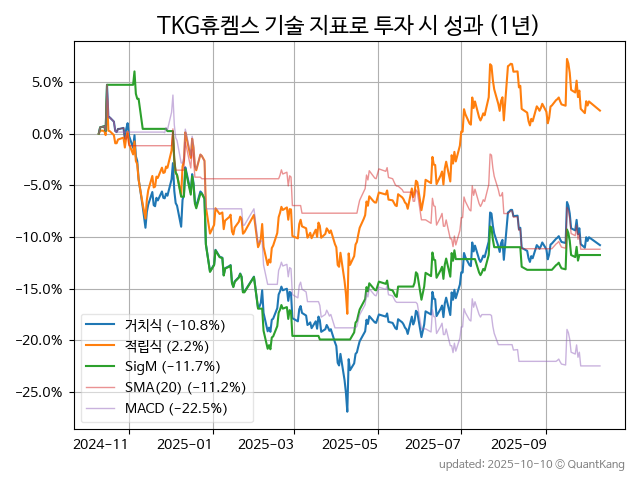 TKG휴켐스 기술 지표로 투자 시 성과 (1년)
5.0%
0.0%
−5.0%
−10.0%
−15.0%
−20.0%
−25.0%
거치식 (−10.8%)
적립식 (2.2%)
SigM (−11.7%)
SMA(20) (−11.2%)
MACD (−22.5%)
2024−11 2025−01 2025−03 2025−05 2025−07 2025−09
updated: 2025-10-10 © QuantKang